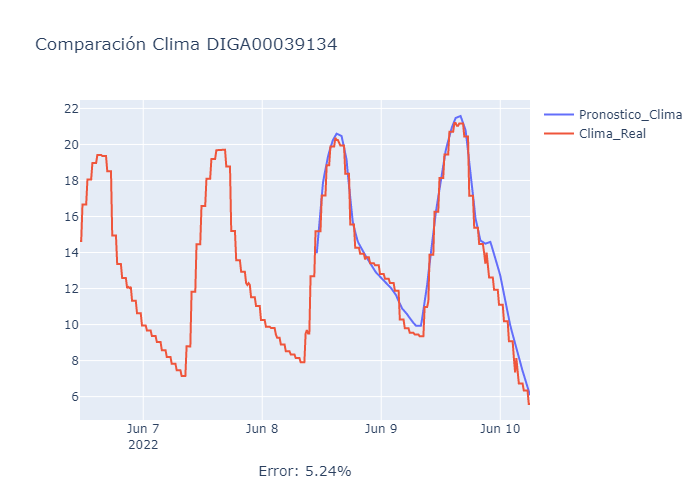 Comparación Clima DIGA00039134
22
20
18
16
14
12
10
8
6
Jun 7
2022
Jun 8
Jun 9
Jun 10
Pronostico_Clima
Clima_Real
Error: 5.24%